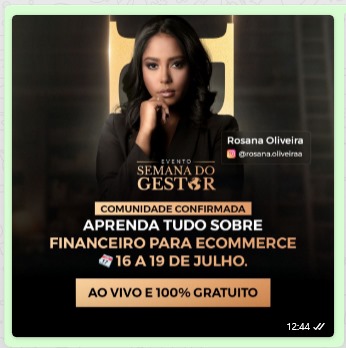 Rosana Oliveira
@rosana.oliveiraa
EVENTO
SEMANA DO
GESTOR
COMUNIDADE CONFIRMADA
APRENDA TUDO SOBRE
FINANCEIRO PARA ECOMMERCE
16 A 19 DE JULHO.
AO VIVO E 100% GRATUITO
12:44